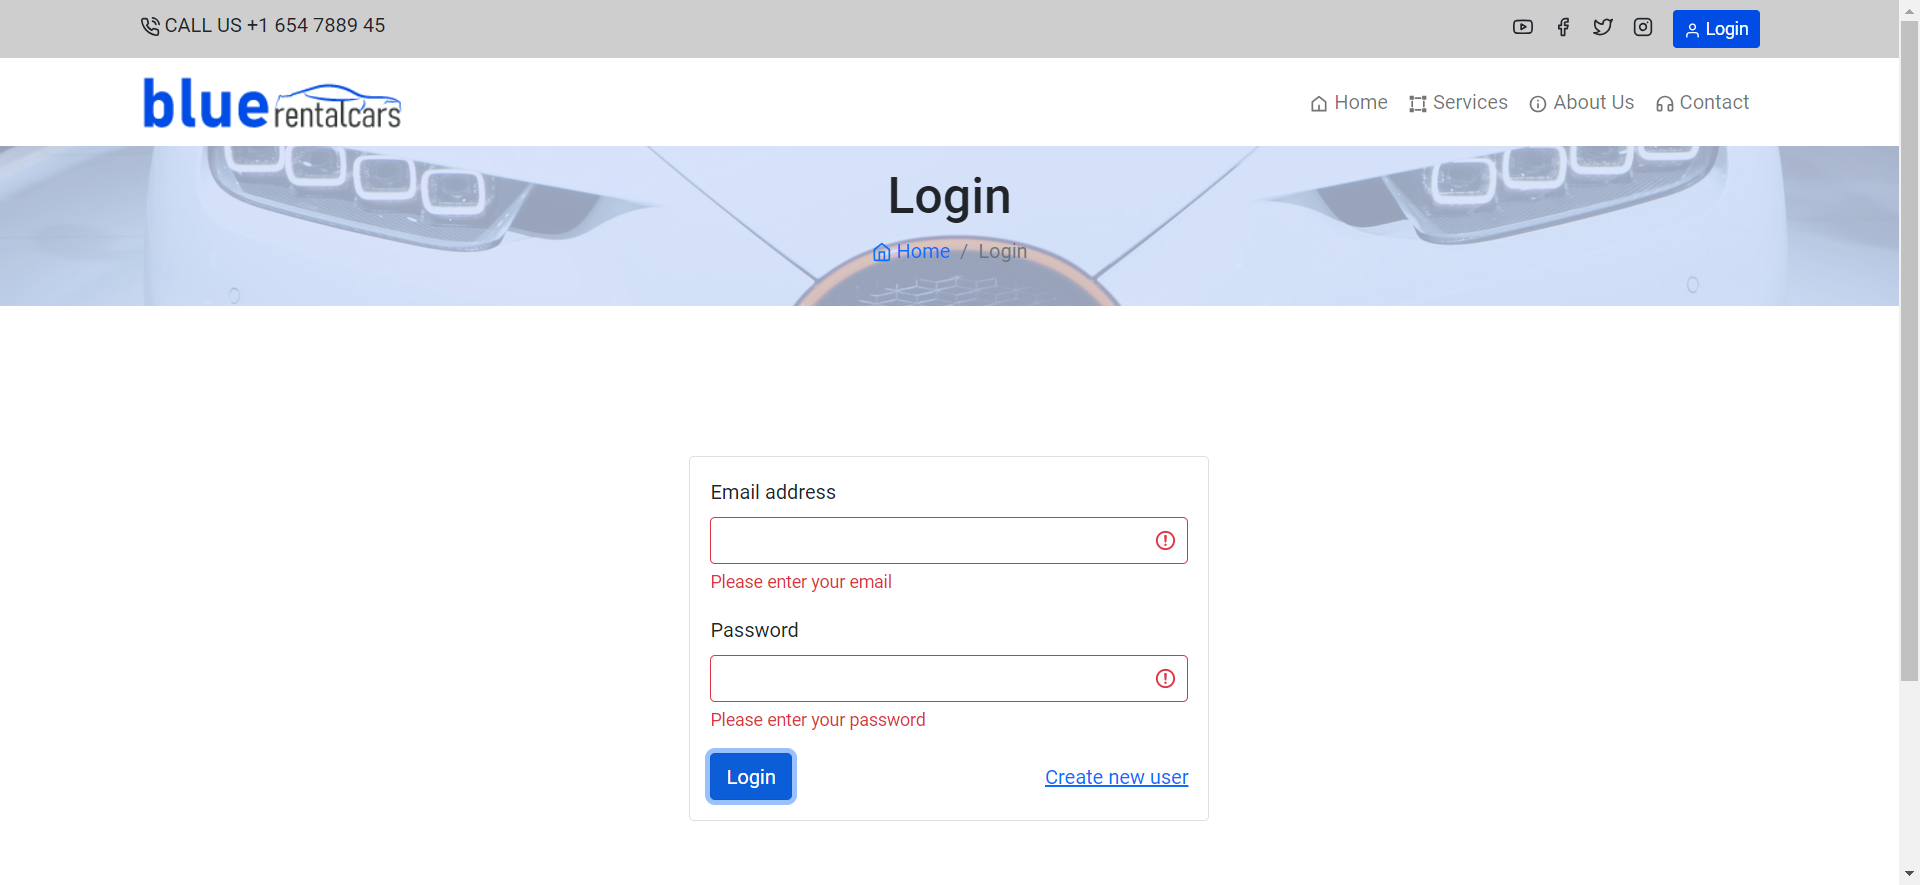 CALL US +1 654 7889 45
Login
blue rentalcars
Home Services About Us Contact
Login
Home / Login
Email address
Please enter your email
Password
Please enter your password
Login Create new user